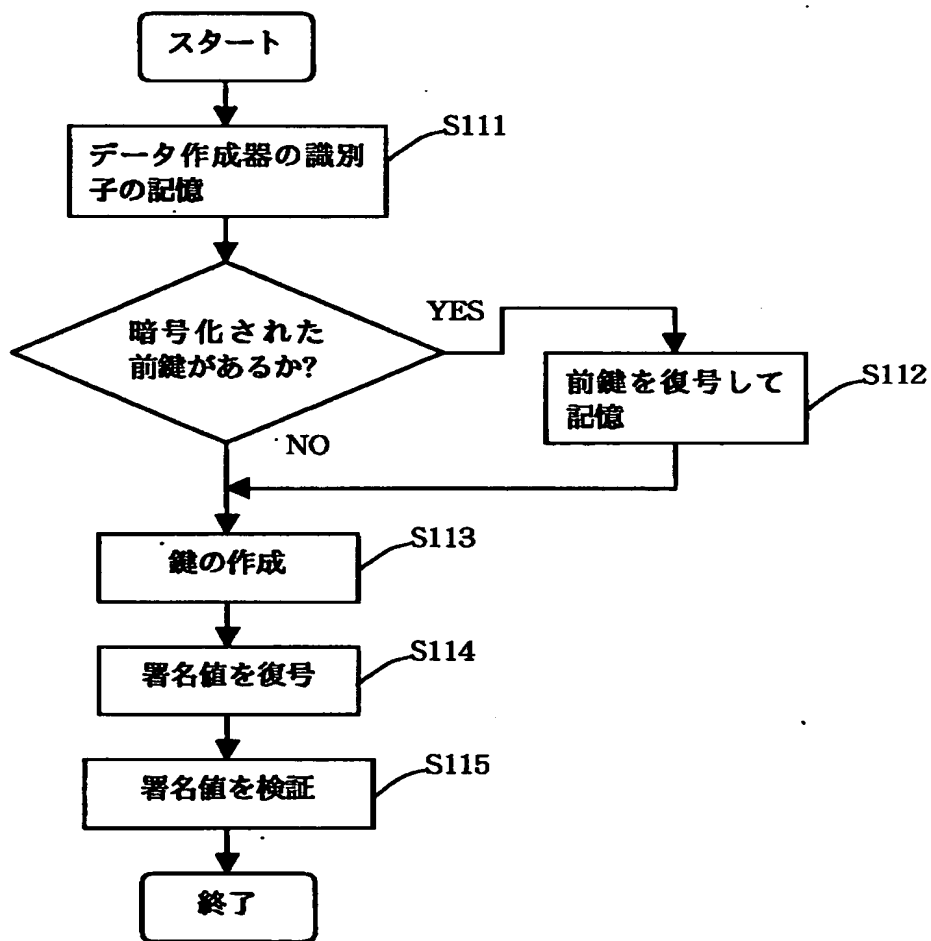 スタート
S111
データ作成器の識別
子の記憶
暗号化された
前鍵があるか?
YES
前鍵を復号して
記憶
S112
NO
S113
鍵の作成
S114
署名値を復号
S115
署名値を検証
終了